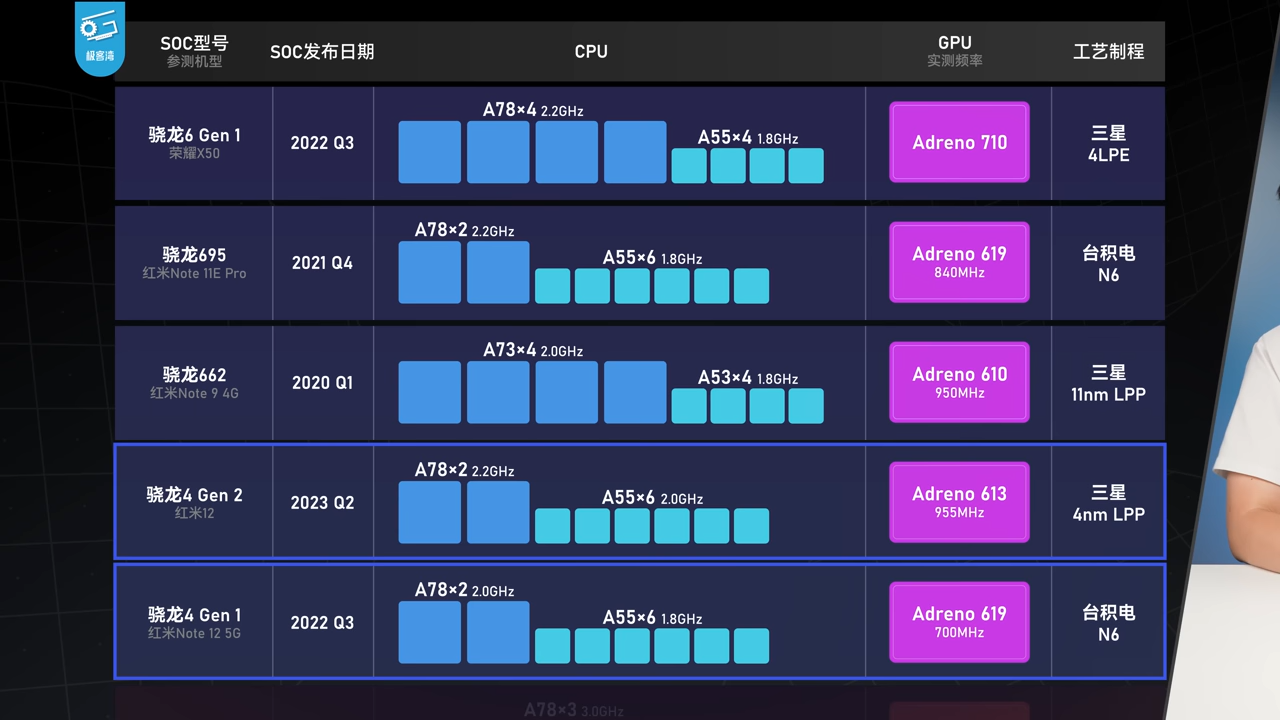 极客湾
SOC型号
参测机型
SOC发布日期
CPU
GPU
实测频率
工艺制程
骁龙6 Gen 1
荣耀X50
2022 Q3
A78×4 2.2GHz
A55×4 1.8GHz
Adreno 710
三星
4LPE
骁龙695
红米Note 11E Pro
2021 Q4
A78×2 2.2GHz
A55×6 1.8GHz
Adreno 619
840MHz
台积电
N6
骁龙662
红米Note 9 4G
2020 Q1
A73×4 2.0GHz
A53×4 1.8GHz
Adreno 610
950MHz
三星
11nm LPP
骁龙4 Gen 2
红米12
2023 Q2
A78×2 2.2GHz
A55×6 2.0GHz
Adreno 613
955MHz
三星
4nm LPP
骁龙4 Gen 1
红米Note 12 5G
2022 Q3
A78×2 2.0GHz
A55×6 1.8GHz
Adreno 619
700MHz
台积电
N6
A78×3 3.0GHz